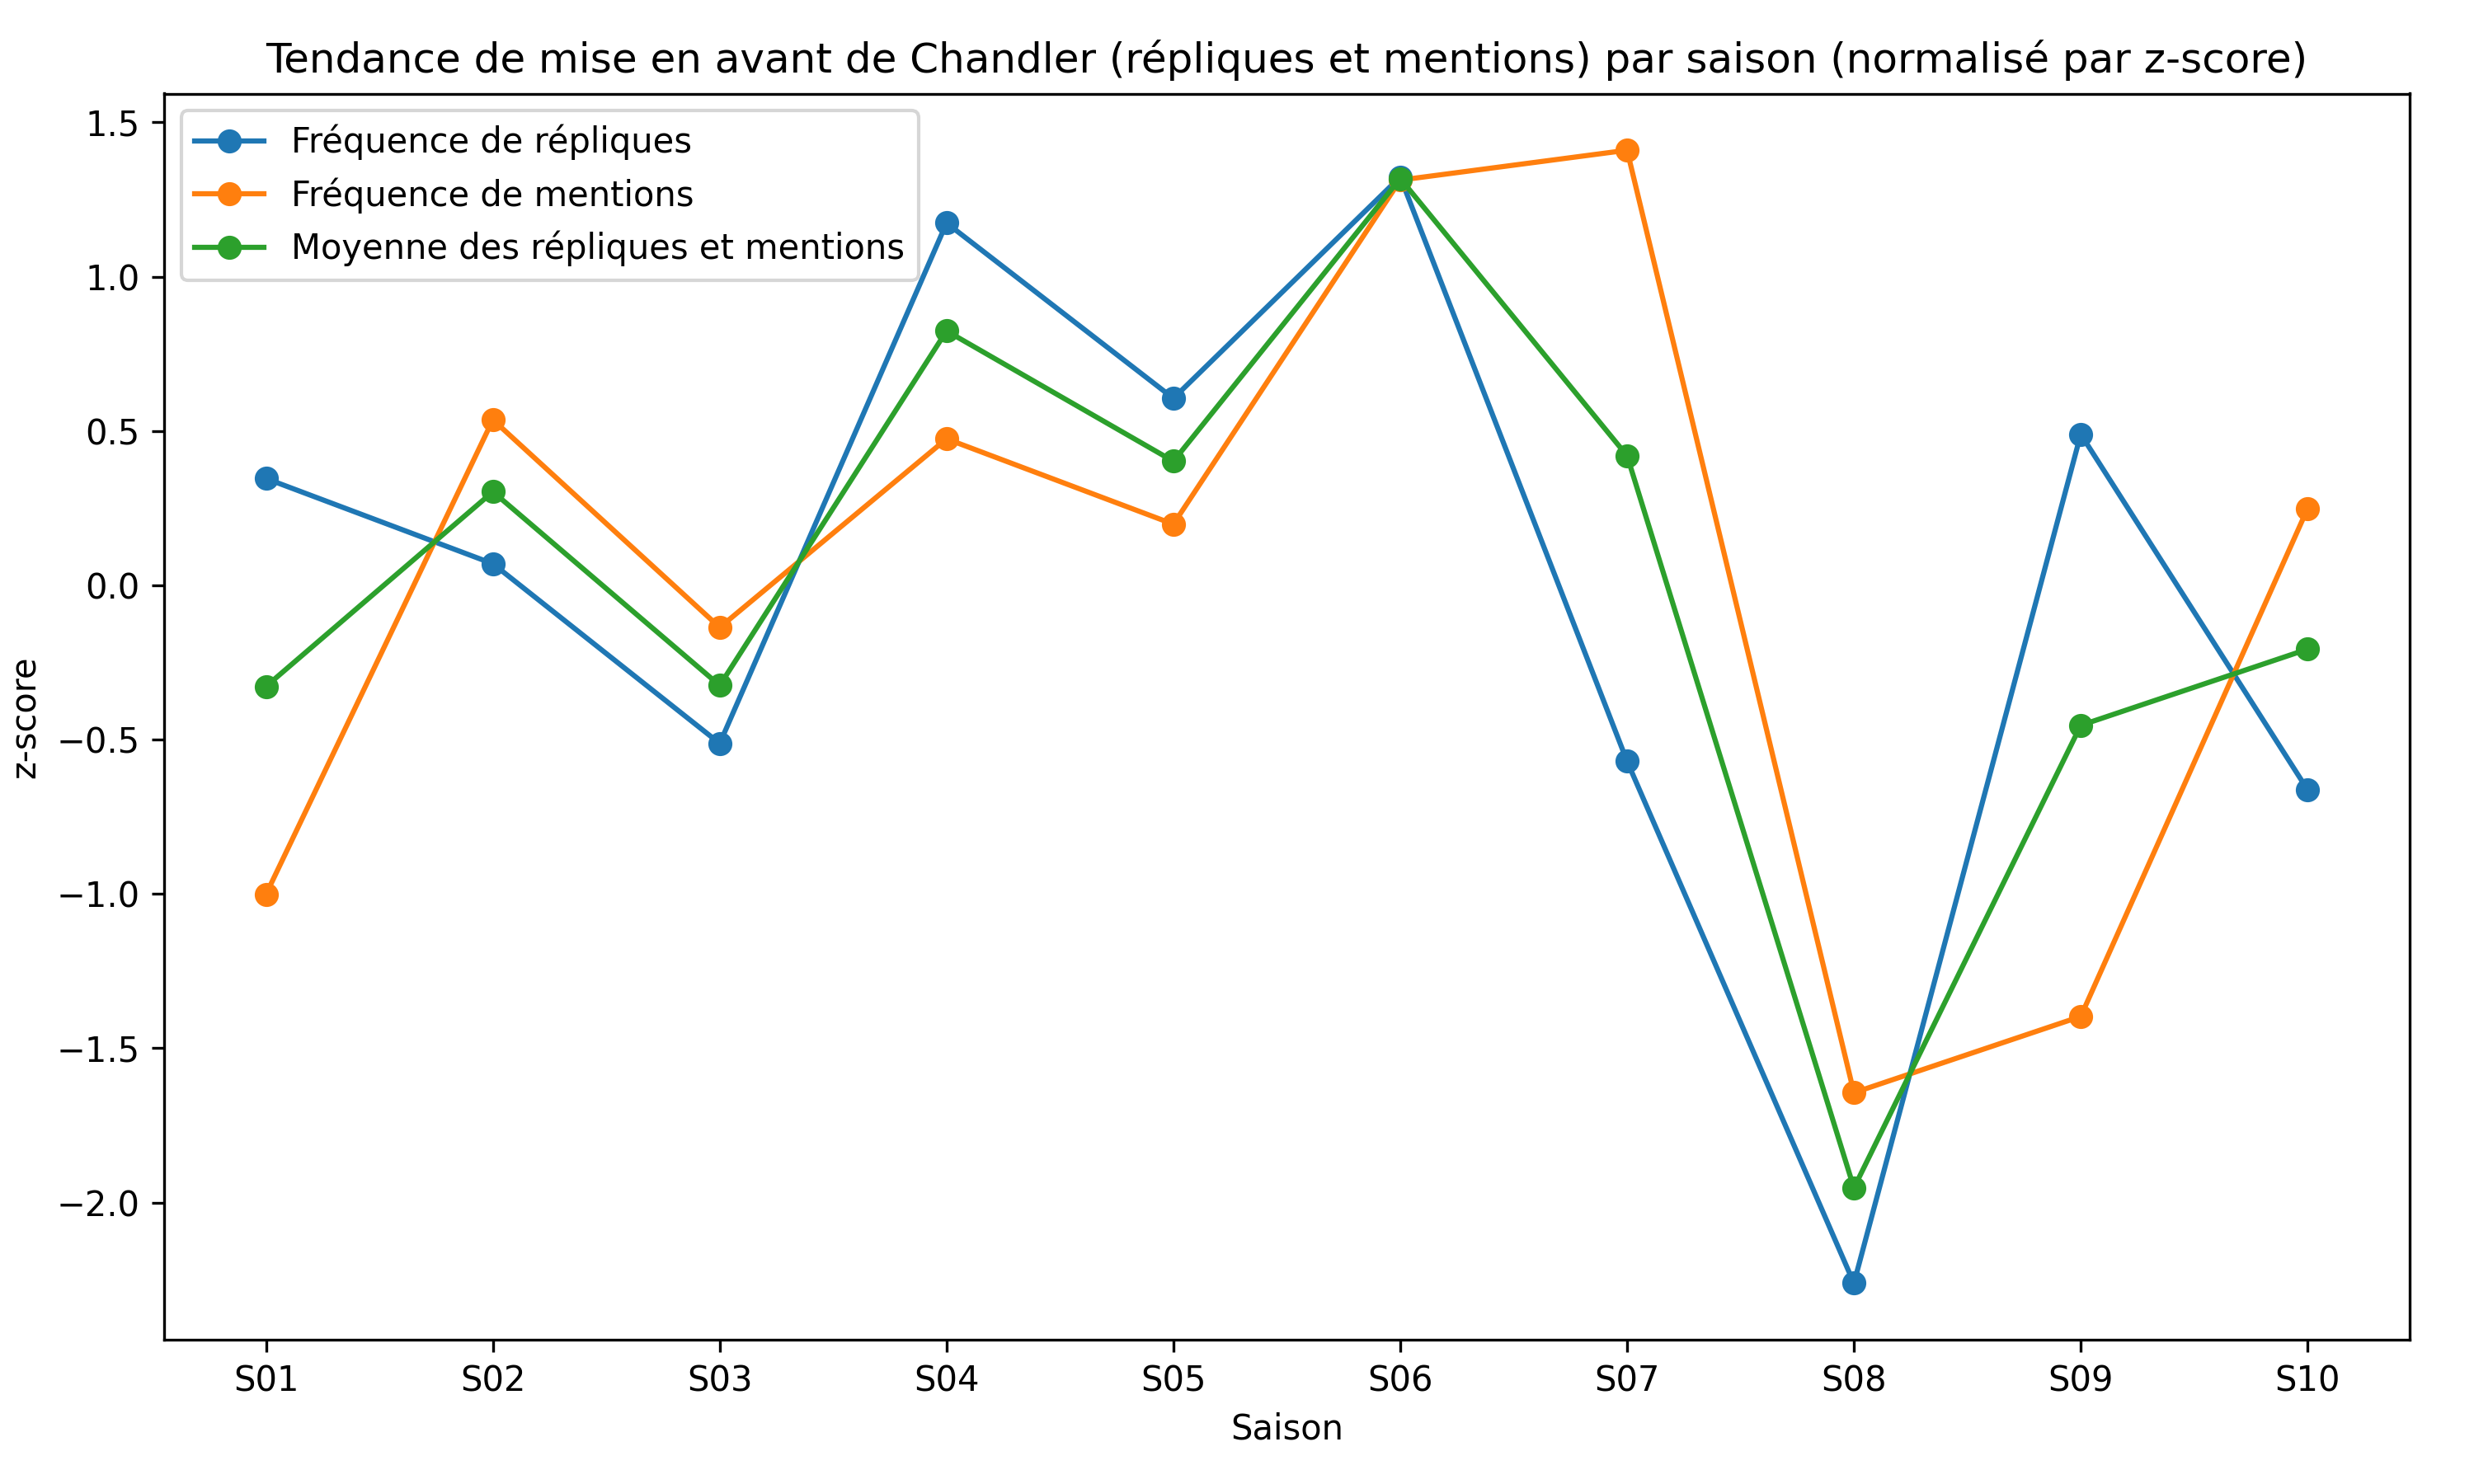 Tendance de mise en avant de Chandler (répliques et mentions) par saison (normalisé par z-score)
Fréquence de répliques
Fréquence de mentions
Moyenne des répliques et mentions
1.5
1.0
0.5
0.0
−0.5
−1.0
−1.5
−2.0
z-score
S01 S02 S03 S04 S05 S06 S07 S08 S09 S10
Saison